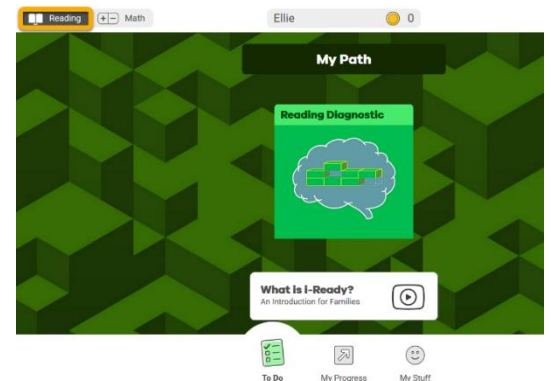 Reading
Math
Ellie
0
My Path
Reading Diagnostic
What is i-Ready?
An Introduction for Families
To Do
My Progress
My Stuff